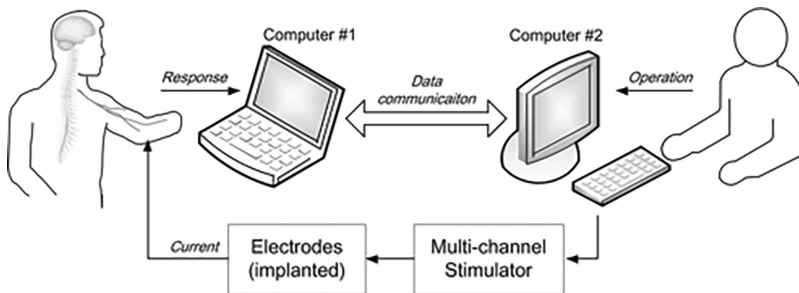 Computer #1
Computer #2
Response
Data
communicaiton
Operation
Current
Electrodes
(implanted)
Multi-channel
Stimulator